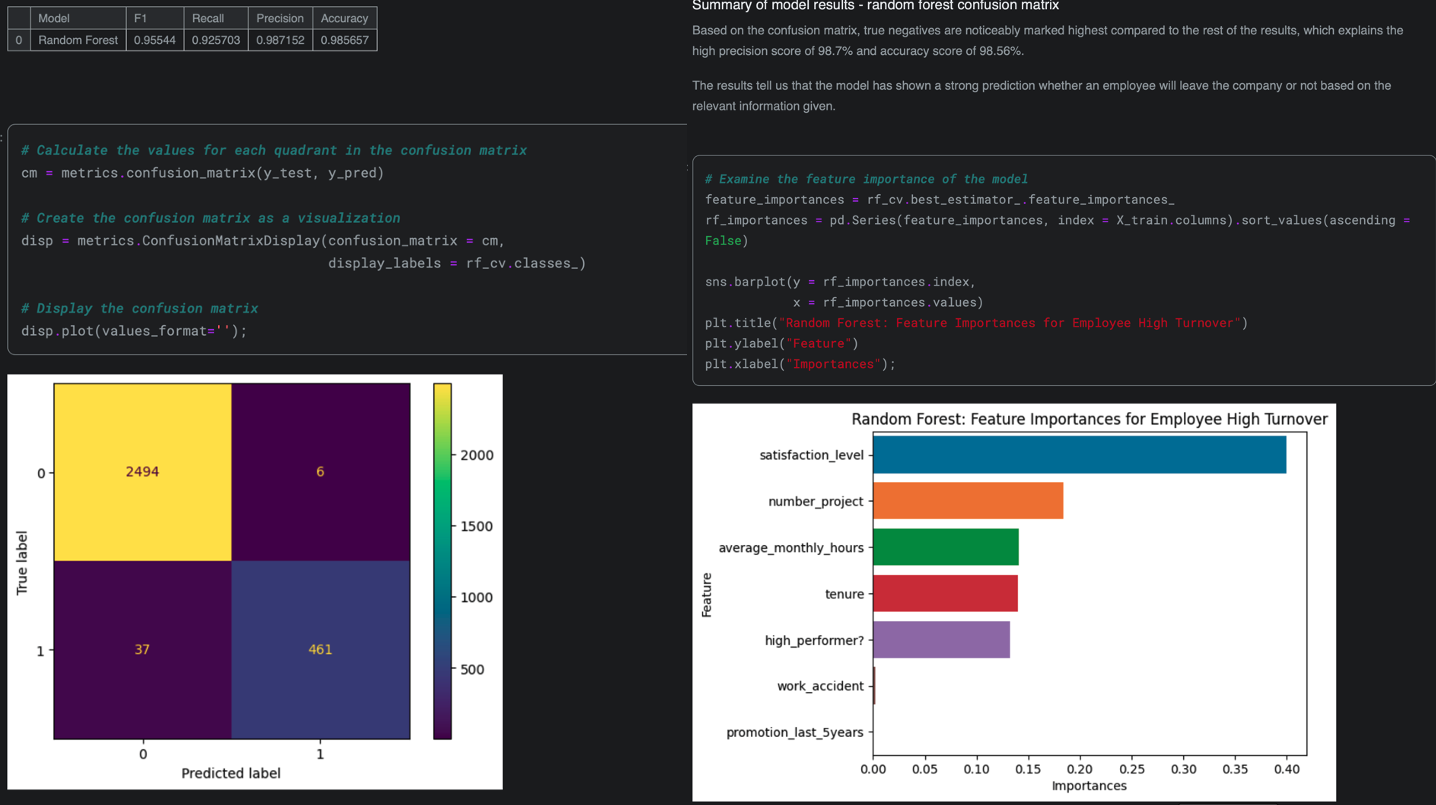 Model F1 Recall Precision Accuracy
0 Random Forest 0.95544 0.925703 0.987152 0.985657
:
# Calculate the values for each quadrant in the confusion matrix
cm = metrics.confusion_matrix(y_test, y_pred)
# Create the confusion matrix as a visualization
disp = metrics.ConfusionMatrixDisplay(confusion_matrix = cm,
display_labels = rf_cv.classes_)
# Display the confusion matrix
disp.plot(values_format='');
True label
0
2494
6
1
37
461
0
1
Predicted label
2000
1500
1000
500
Summary of model results - random forest confusion matrix
Based on the confusion matrix, true negatives are noticeably marked highest compared to the rest of the results, which explains the
high precision score of 98.7% and accuracy score of 98.56%.
The results tell us that the model has shown a strong prediction whether an employee will leave the company or not based on the
relevant information given.
:
# Examine the feature importance of the model
feature_importances = rf_cv.best_estimator_.feature_importances_
rf_importances = pd.Series(feature_importances, index = X_train.columns).sort_values(ascending =
False)
sns.barplot(y = rf_importances.index,
x = rf_importances.values)
plt.title("Random Forest: Feature Importances for Employee High Turnover")
plt.ylabel("Feature")
plt.xlabel("Importances");
Random Forest: Feature Importances for Employee High Turnover
Feature
satisfaction_level
number_project
average_monthly_hours
tenure
high_performer?
work_accident
promotion_last_5years
0.00 0.05 0.10 0.15 0.20 0.25 0.30 0.35 0.40
Importances